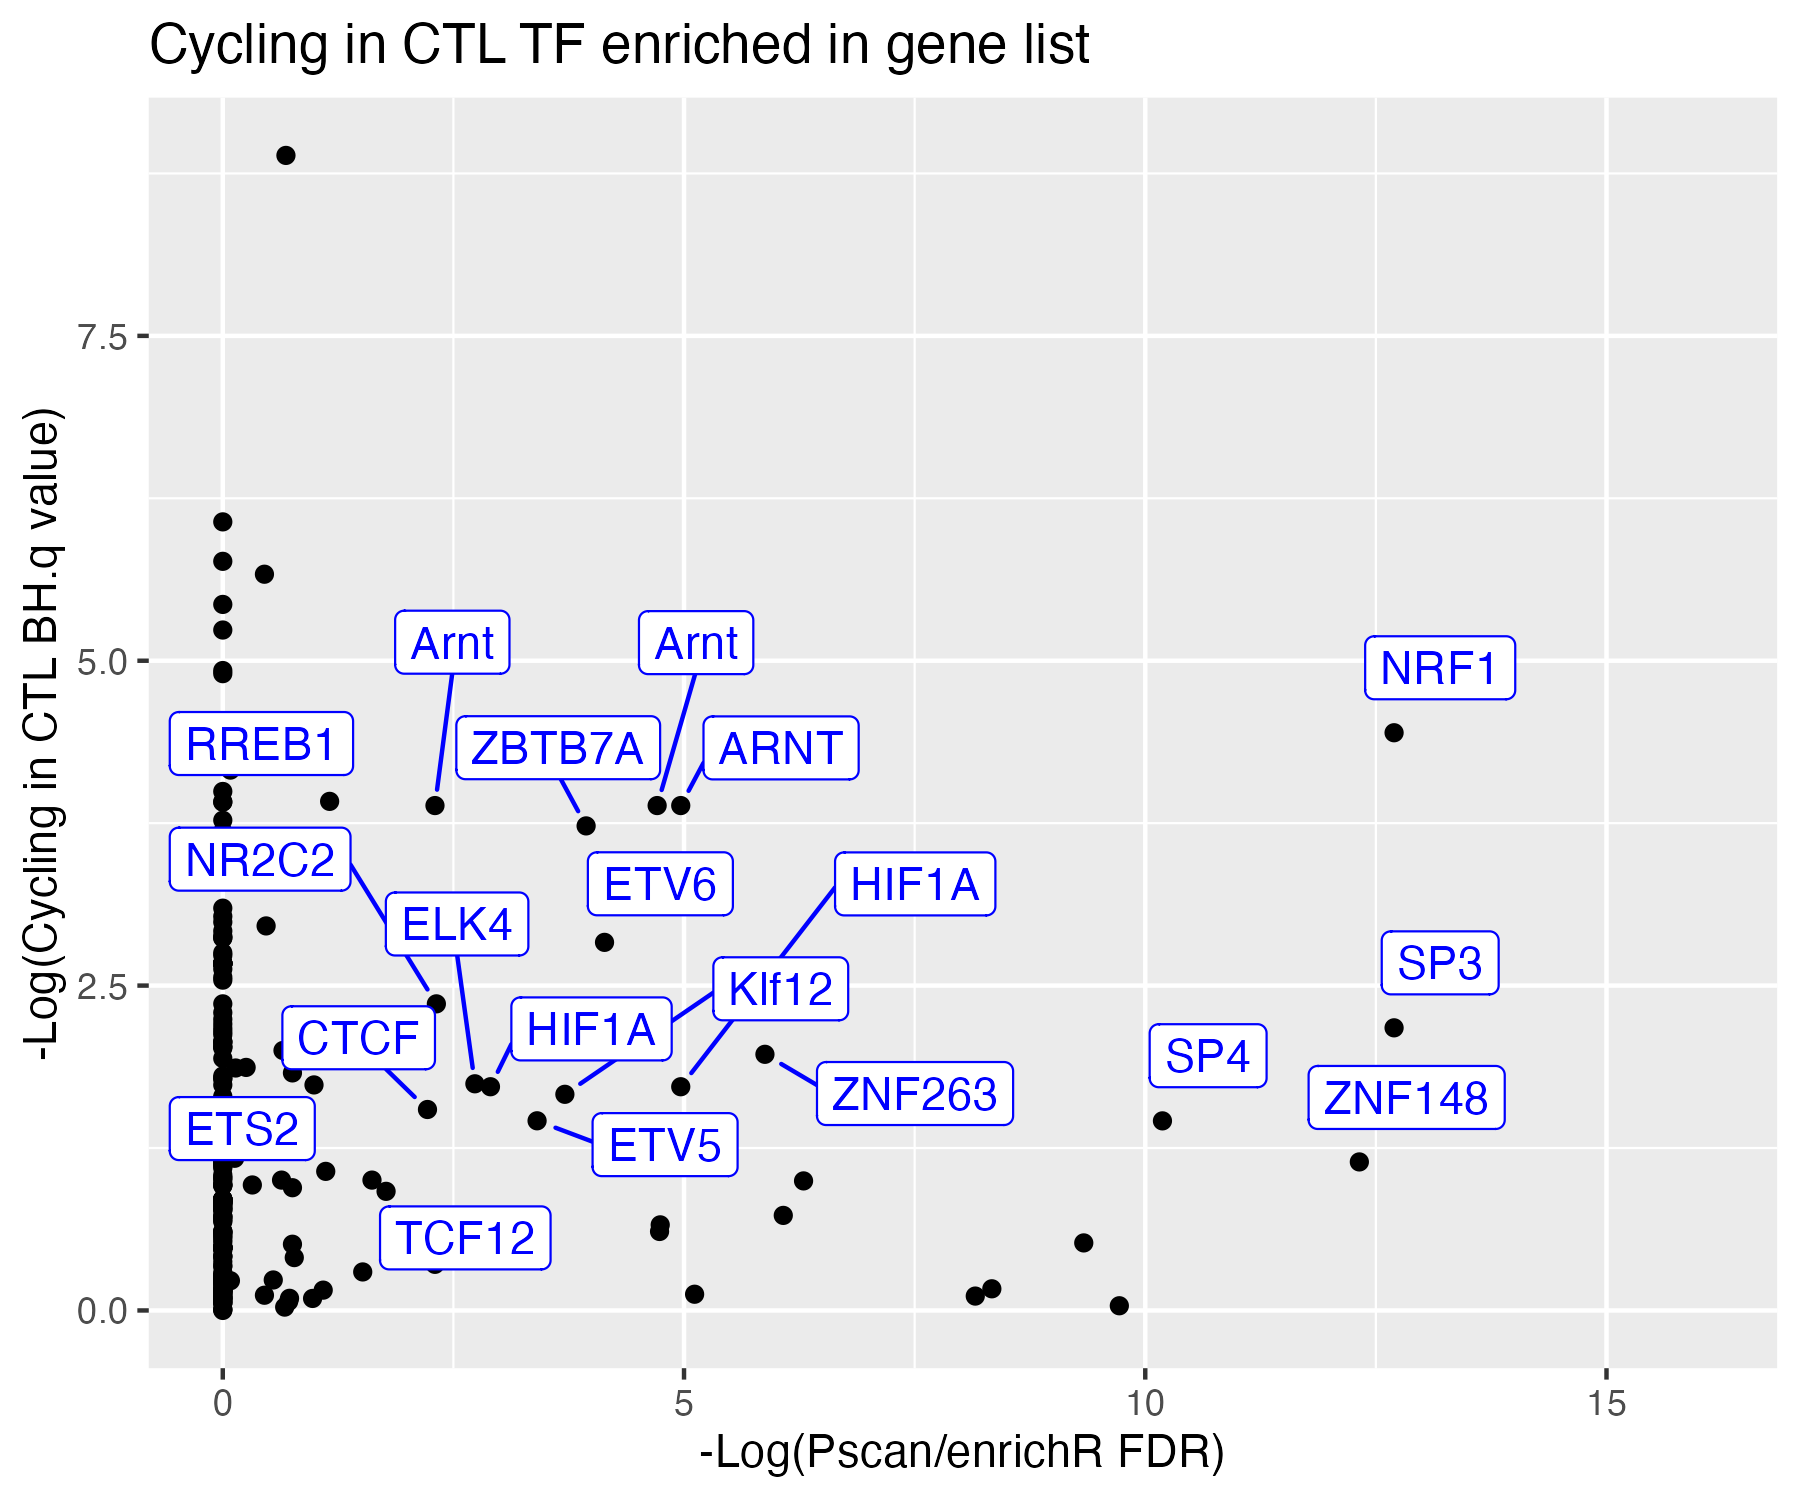 Cycling in CTL TF enriched in gene list
-Log(Cycling in CTL BH.q value)
7.5
5.0
2.5
0.0
Arnt
Arnt
NRF1
RREB1
ZBTB7A
ARNT
NR2C2
ETV6
HIF1A
ELK4
SP3
Klf12
CTCF
HIF1A
SP4
ZNF263
ZNF148
ETS2
ETV5
TCF12
0
5
10
15
-Log(Pscan/enrichR FDR)